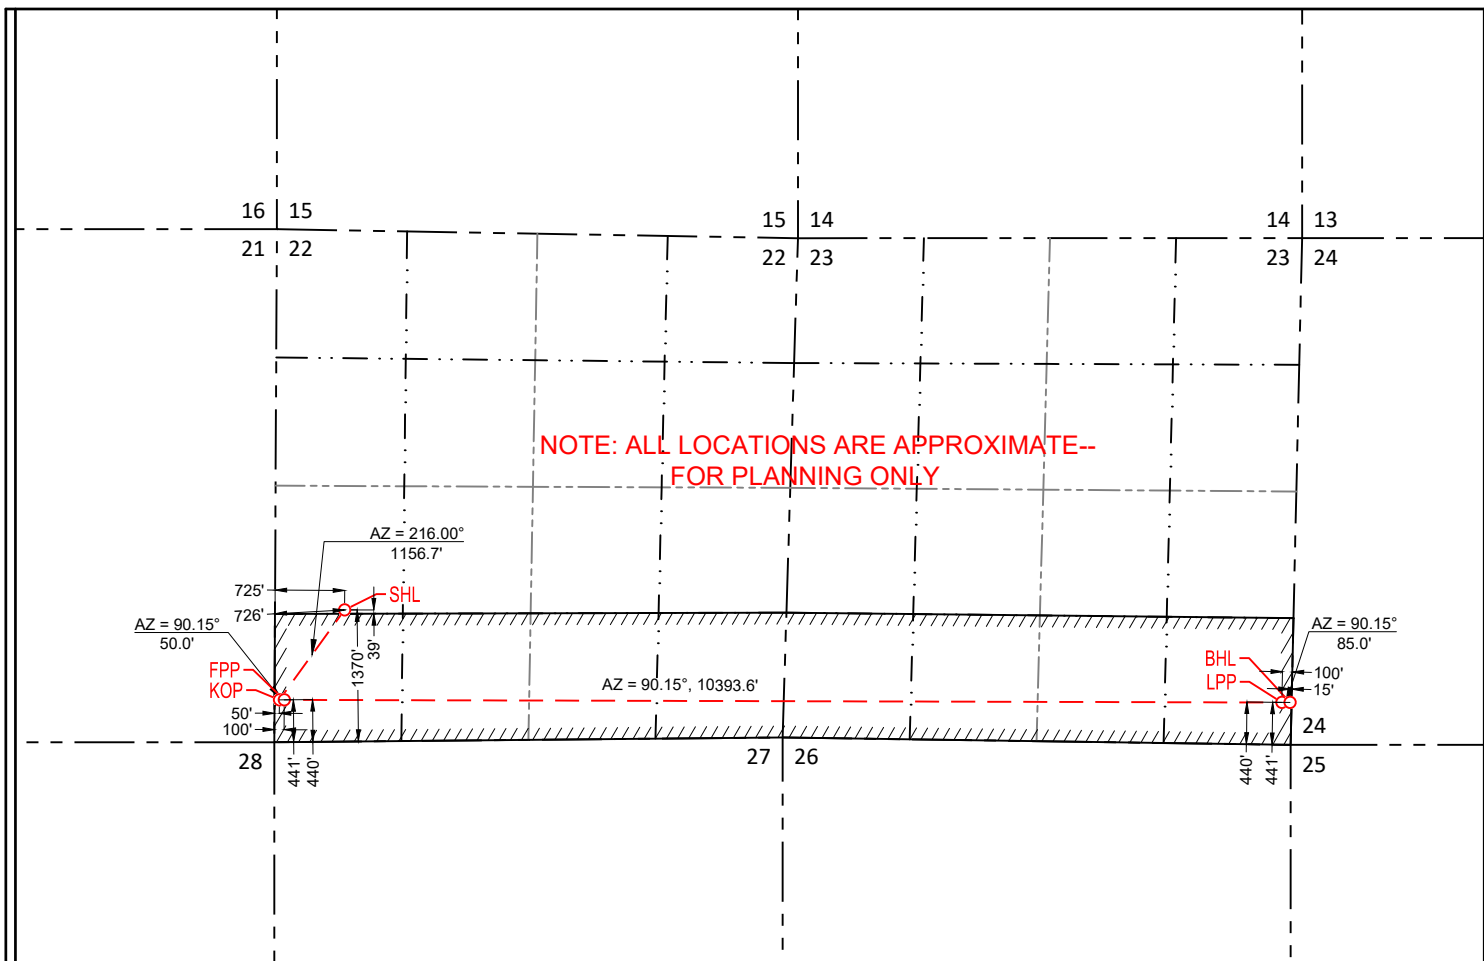 16 15
15 14
14 13
21 22
22 23
23 24
NOTE: ALL LOCATIONS ARE APPROXIMATE--
FOR PLANNING ONLY
AZ = 216.00°
1156.7'
725'
SHL
726'
AZ = 90.15°
50.0'
39'
1370'
AZ = 90.15°
85.0'
FPP
KOP
AZ = 90.15°, 10393.6'
BHL
LPP
100'
15'
50'
100'
441'
440'
440'
441'
28
27 26
24
25